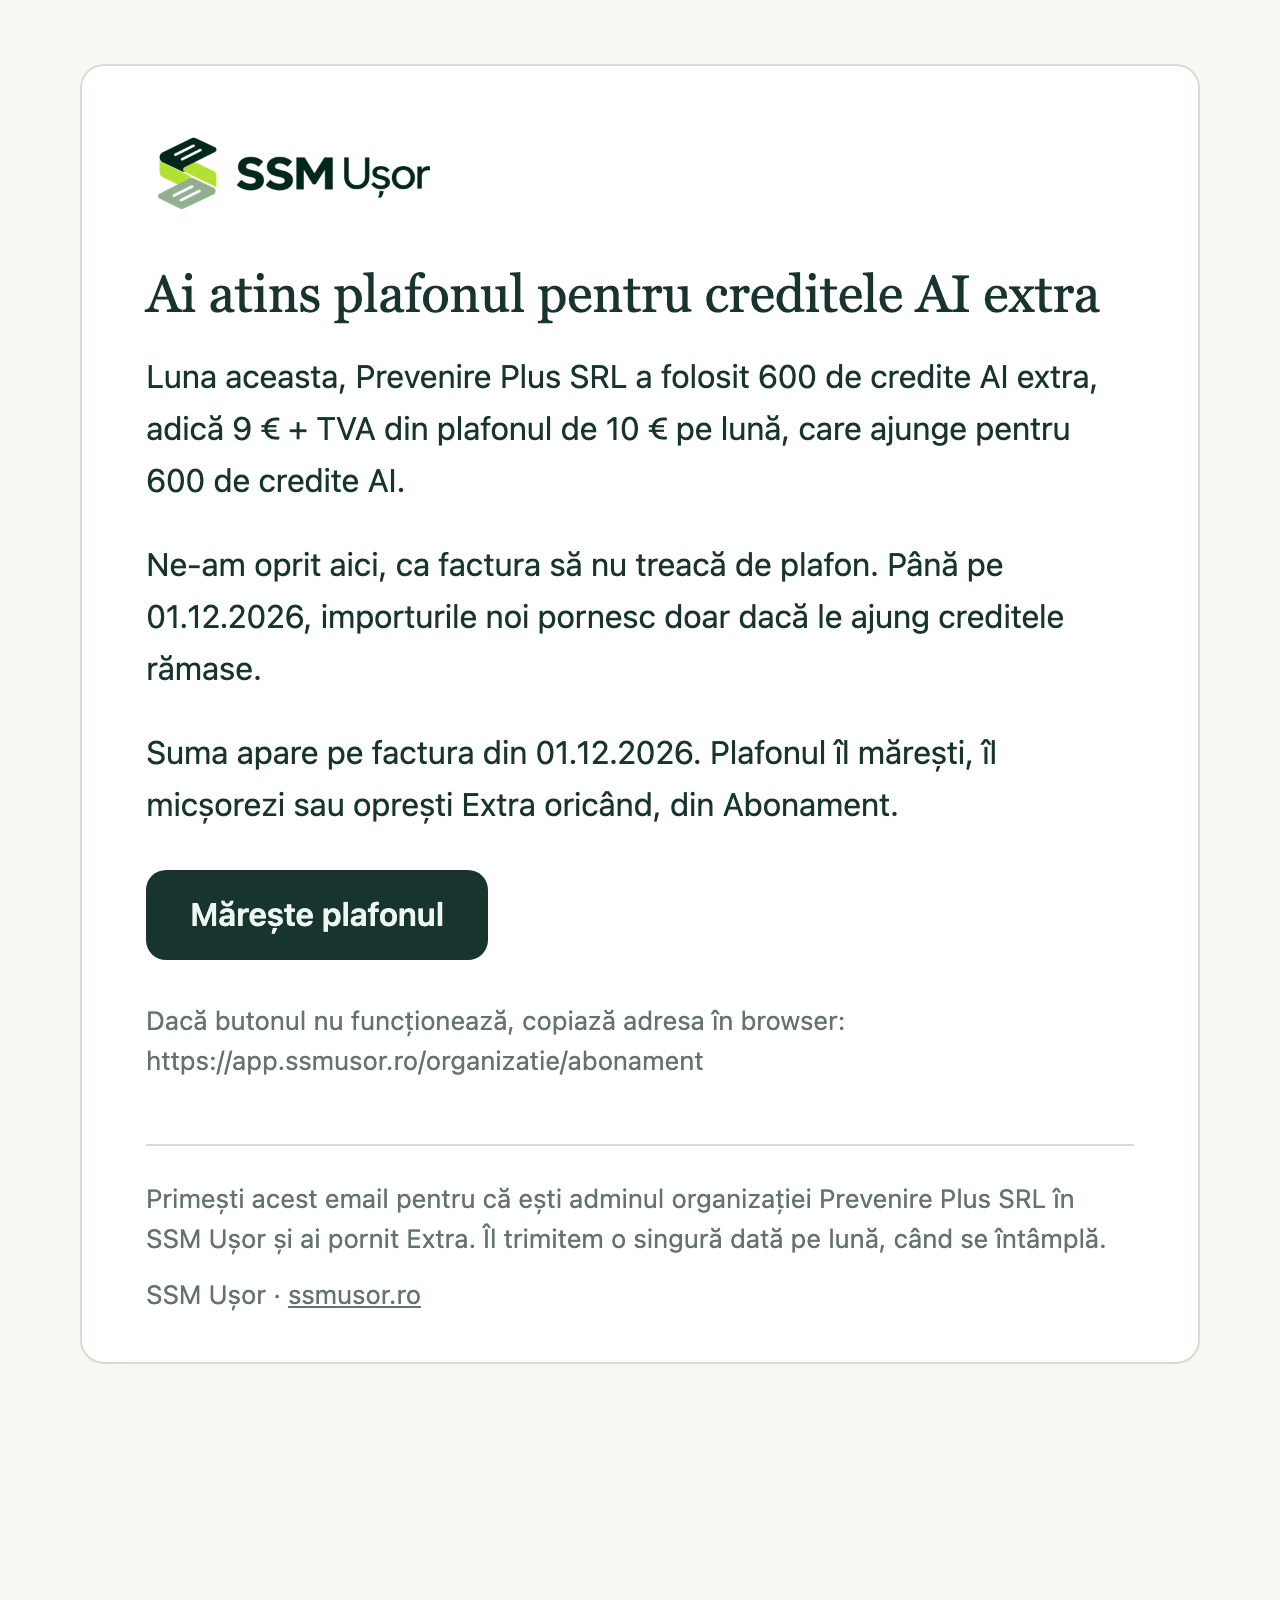 SSM Ușor
Ai atins plafonul pentru creditele AI extra
Luna aceasta, Prevenire Plus SRL a folosit 600 de credite AI extra,
adică 9 € + TVA din plafonul de 10 € pe lună, care ajunge pentru
600 de credite AI.
Ne-am oprit aici, ca factura să nu treacă de plafon. Până pe
01.12.2026, importurile noi pornesc doar dacă le ajung creditele
rămase.
Suma apare pe factura din 01.12.2026. Plafonul îl mărești, îl
micșorezi sau oprești Extra oricând, din Abonament.
Mărește plafonul
Dacă butonul nu funcționează, copiază adresa în browser:
https://app.ssmusor.ro/organizatie/abonament
Primești acest email pentru că ești adminul organizației Prevenire Plus SRL în
SSM Ușor și ai pornit Extra. Îl trimitem o singură dată pe lună, când se întâmplă.
SSM Ușor · ssmusor.ro